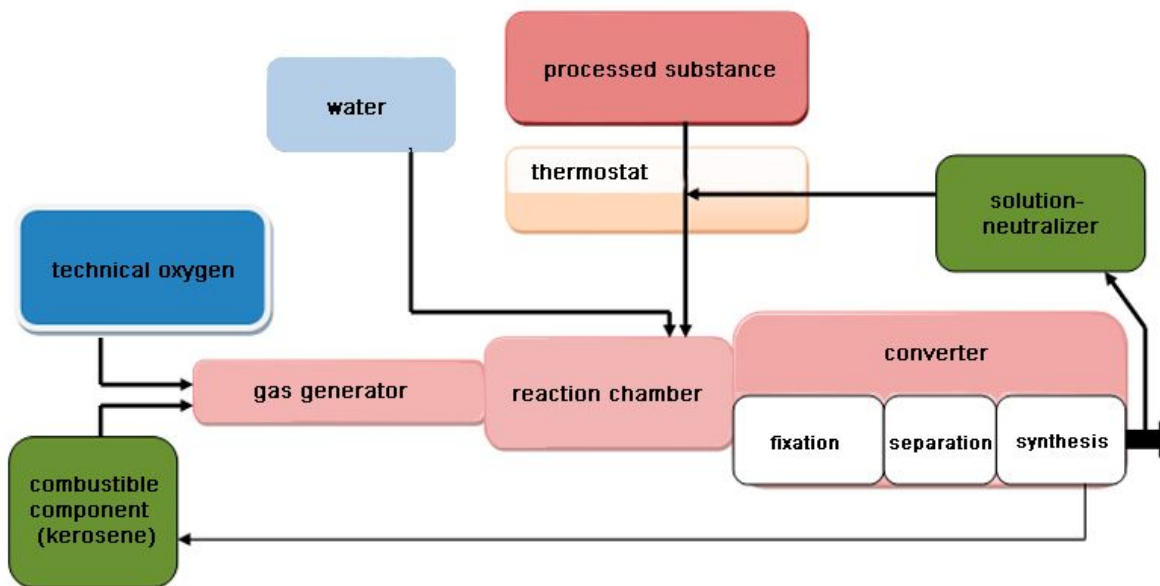 processed substance
water
thermostat
solution-
neutralizer
technical oxygen
converter
gas generator
reaction chamber
fixation
separation
synthesis
combustible
component
(kerosene)